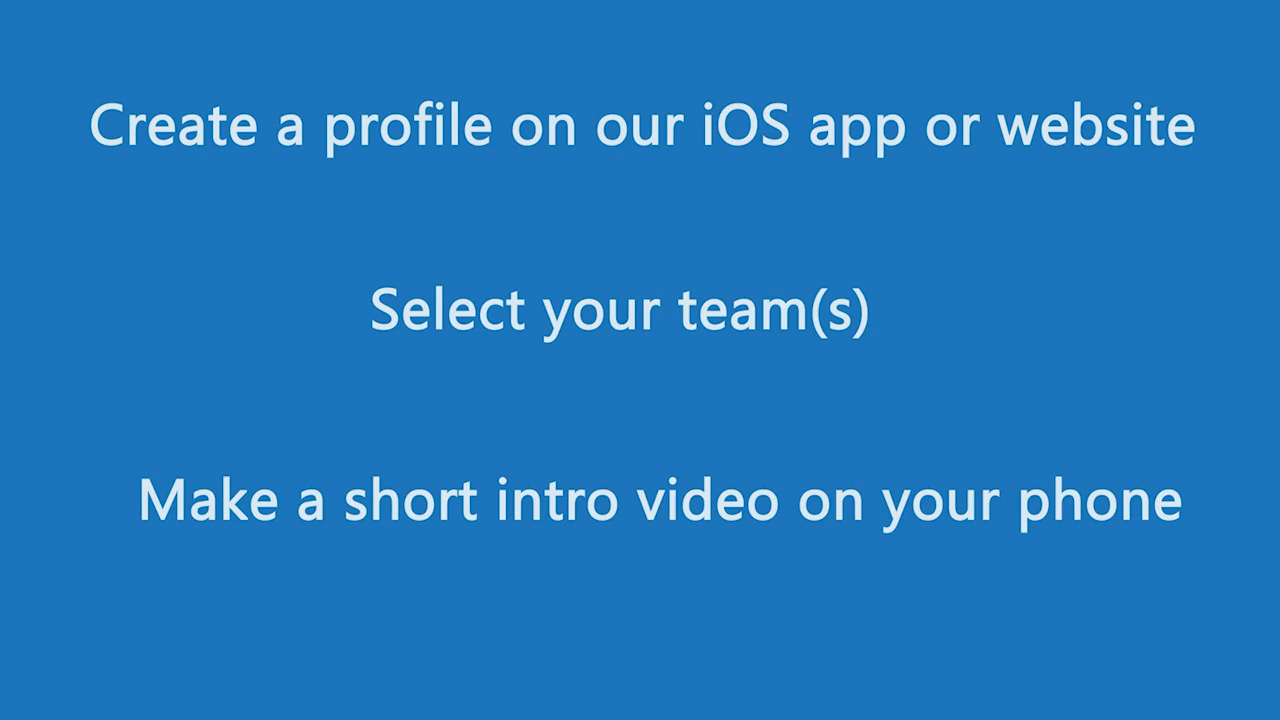 Create a profile on our iOS app or website
Select your team(s)
Make a short intro video on your phone